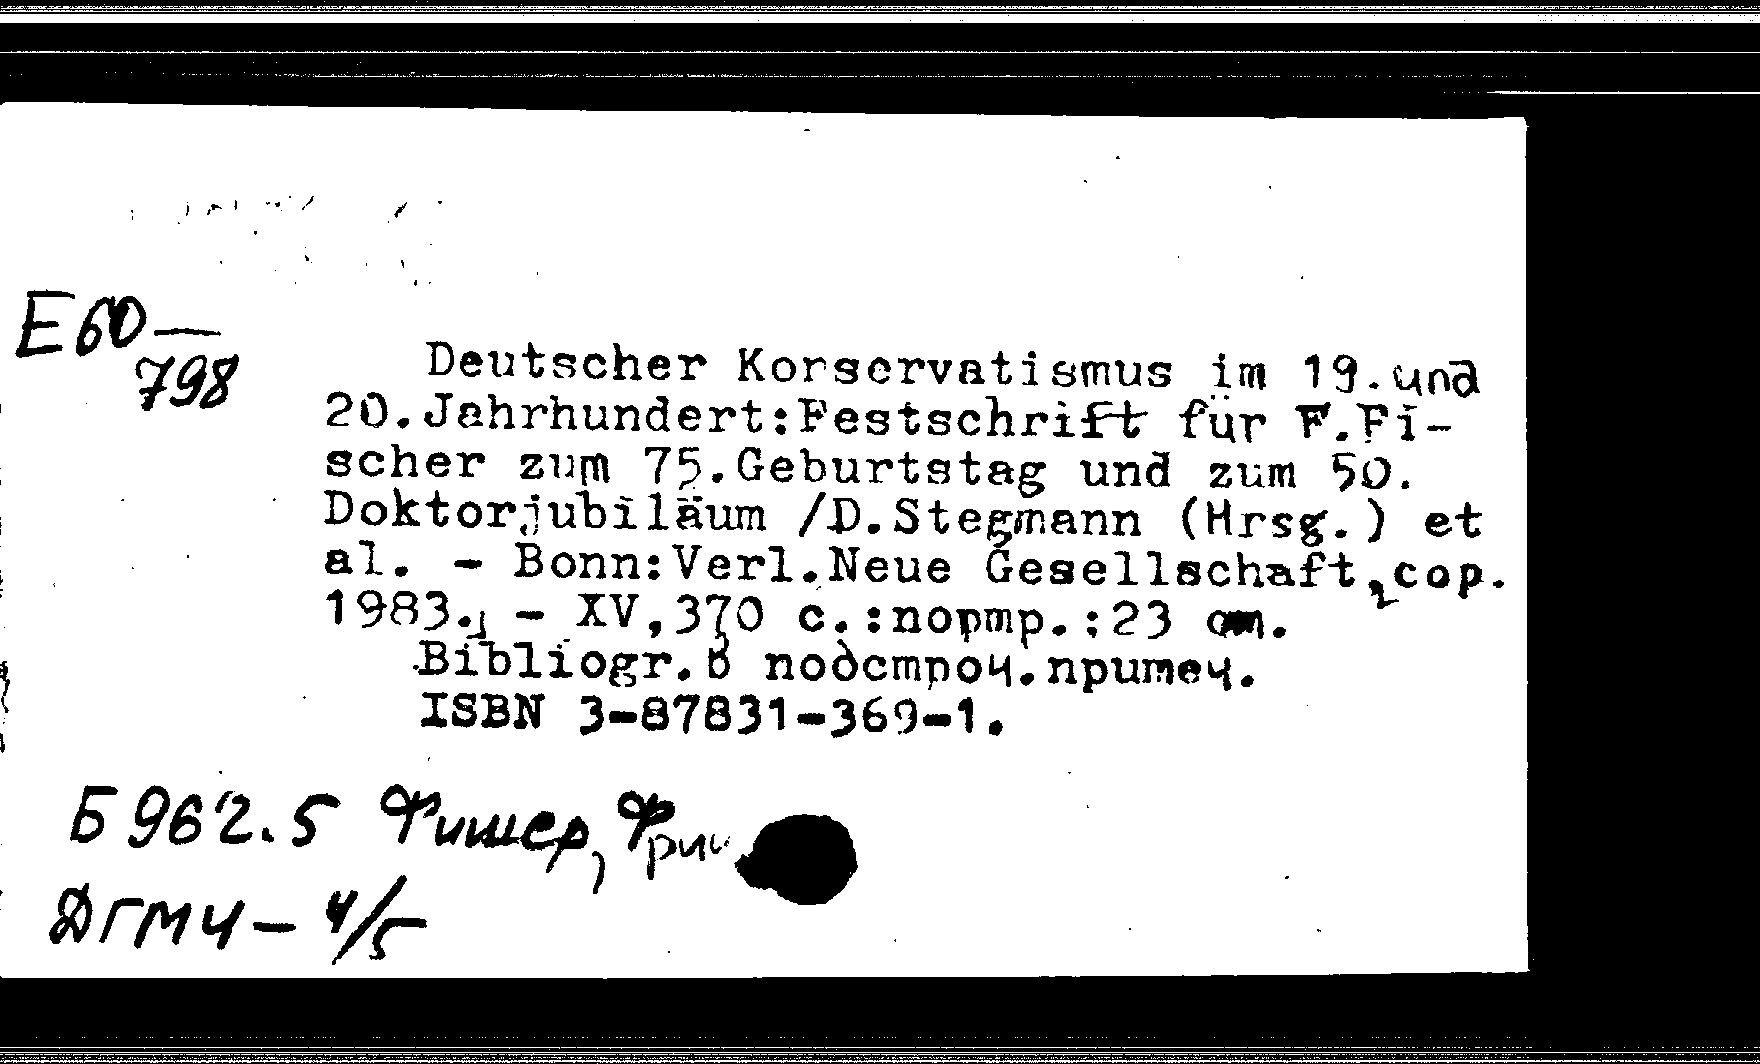 E60—
798
Deutscher Konservatismus im 19.und
20.Jahrhundert:Festschrift für F.Fi-
scher zum 75.Geburtstag und zum 50.
Doktorjubiläum /D.Stegmann (Hrsg.) et
al. - Bonn:Verl.Neue Gesellschaft, cop.
1983. - XV,370 с.:портр.;23 см.
Bibliogr.в подстроч.примеч.
ISBN 3-87831-369-1.
Б962.5 Фишер,
ДГМЧ - 4/5